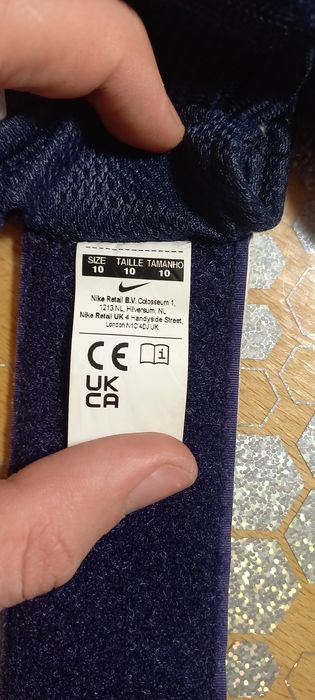 SIZE TAILLE TAMANHO
10 10 10
Nike Retail B.V. Colosseum 1,
1213 NL, Hilversum, NL
Nike Retail UK 4 Handyside Street,
London N1C 4DJ UK
CE
i
UK
CA